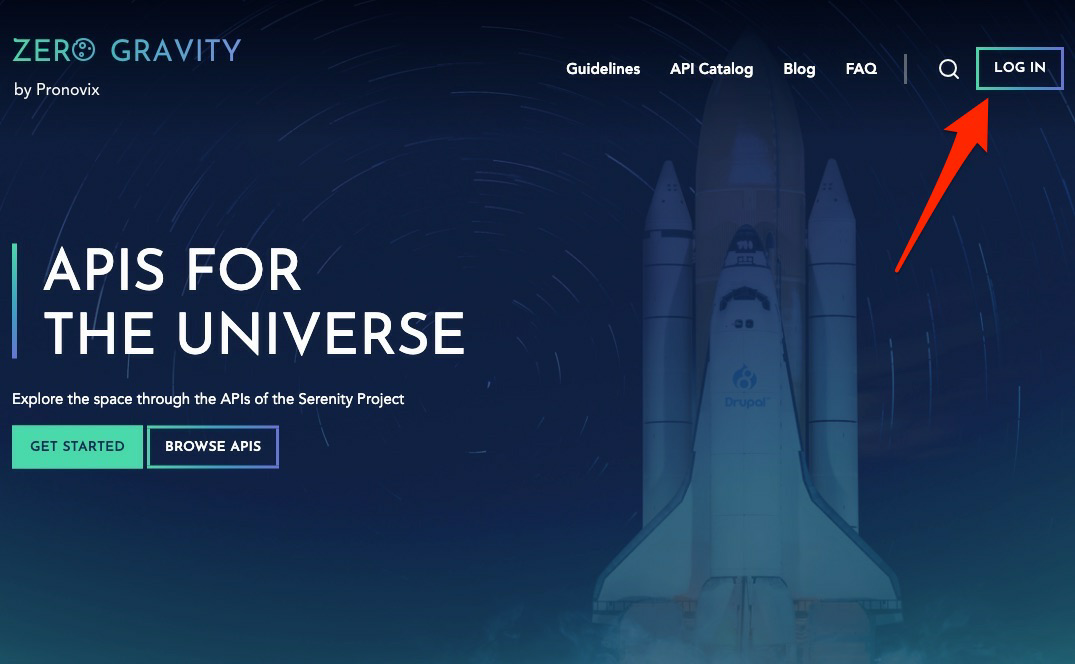 ZERO GRAVITY
by Pronovix
Guidelines
API Catalog
Blog
FAQ
LOG IN
APIS FOR
THE UNIVERSE
Explore the space through the APIs of the Serenity Project
GET STARTED
BROWSE APIS
Drupal™